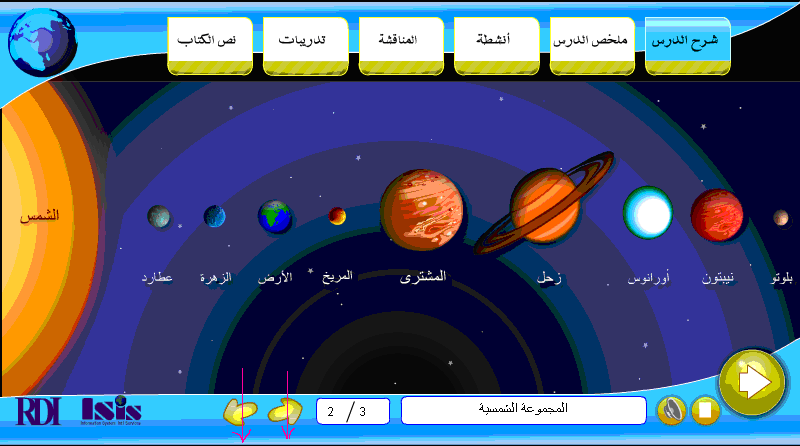 شرح الدرس
ملخص الدرس
أنشطة
المناقشة
تدريبات
نص الكتاب
الشمس
عطارد
الزهرة
الأرض
المريخ
المشترى
زحل
أورانوس
نيبتون
بلوتو
RDI
Isis
2 / 3
المجموعة الشمسية